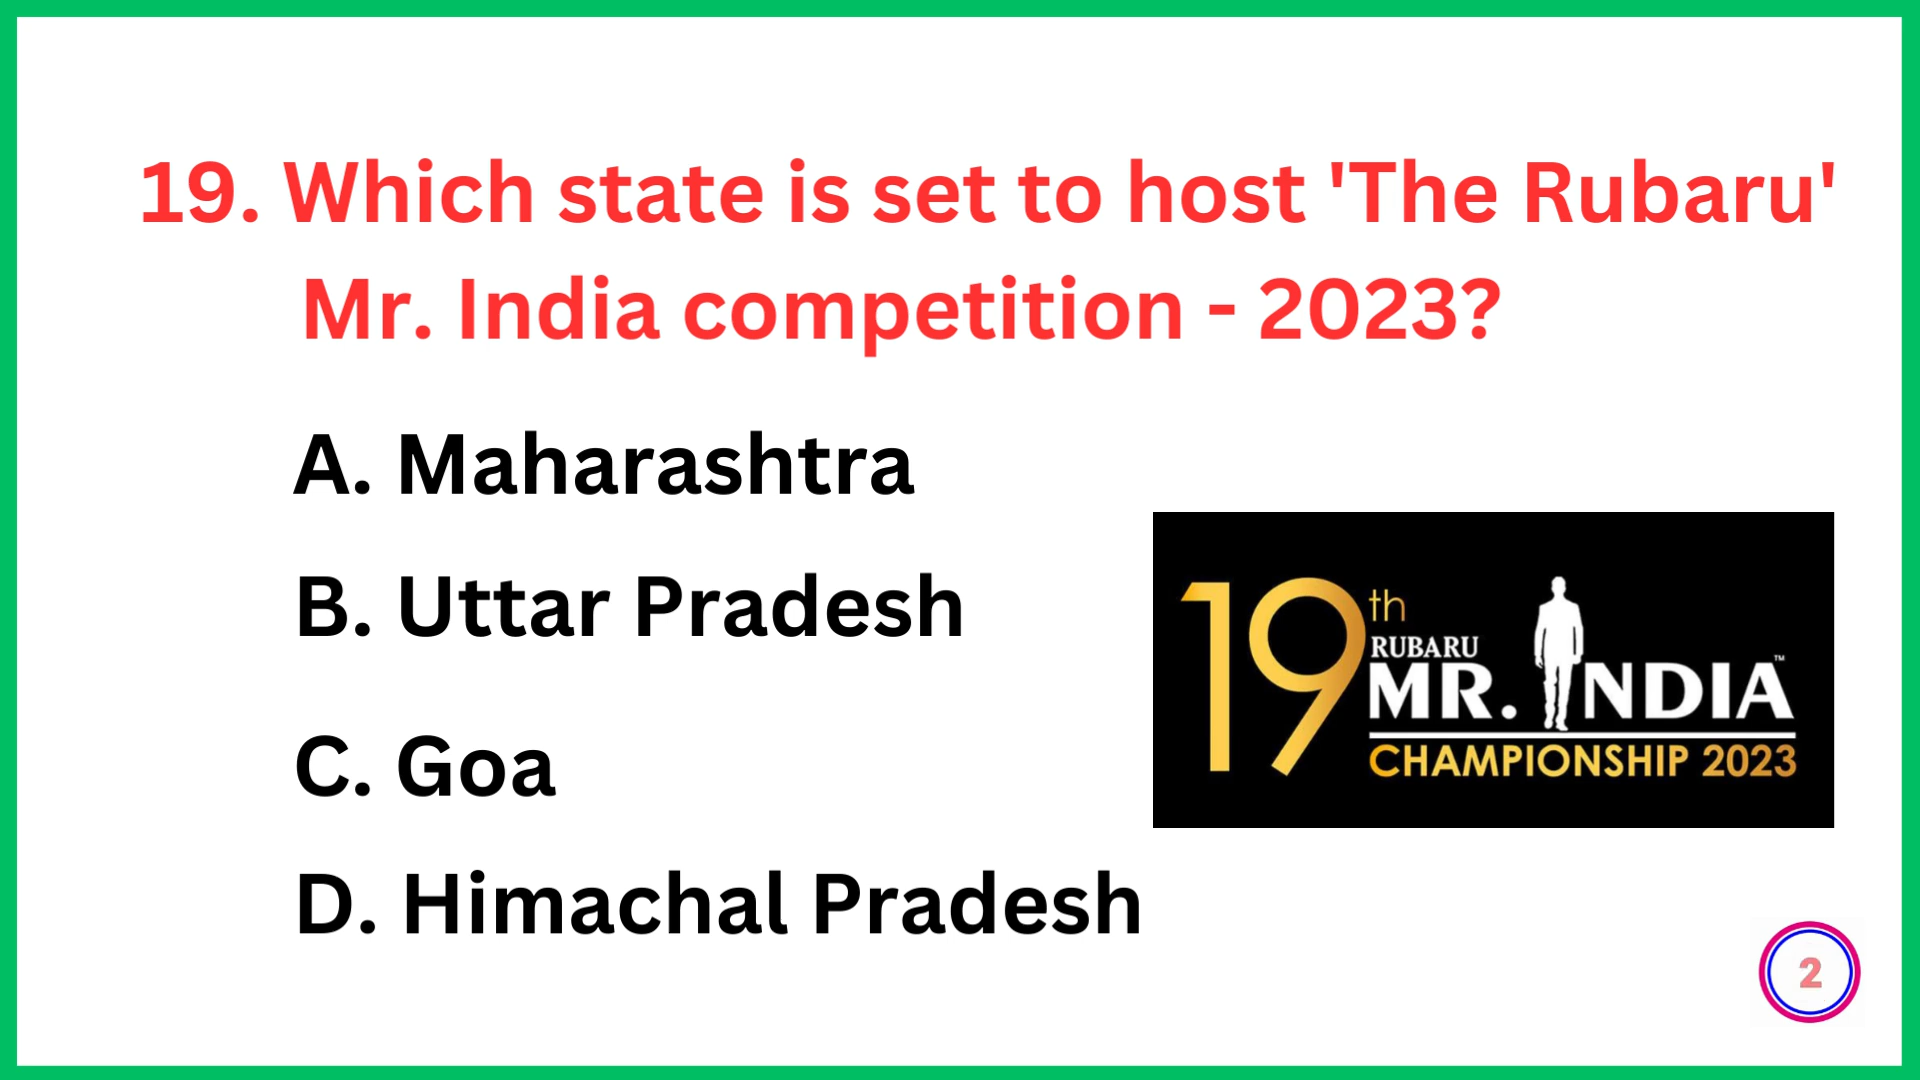 19. Which state is set to host 'The Rubaru'
Mr. India competition - 2023?
A. Maharashtra
B. Uttar Pradesh
C. Goa
D. Himachal Pradesh
19th
RUBARU
MR. INDIA™
CHAMPIONSHIP 2023
2